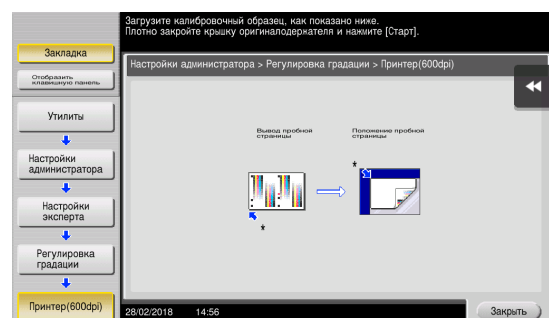 Загрузите калибровочный образец, как показано ниже.
Плотно закройте крышку оригиналодержателя и нажмите [Старт].
Закладка
Отобразить
клавишную панель
Утилиты
Настройки
администратора
Настройки
эксперта
Регулировка
градации
Принтер(600dpi)
Настройки администратора > Регулировка градации > Принтер(600dpi)
Вывод пробной
страницы
Положение пробной
страницы
*
*
28/02/2018 14:56
Закрыть